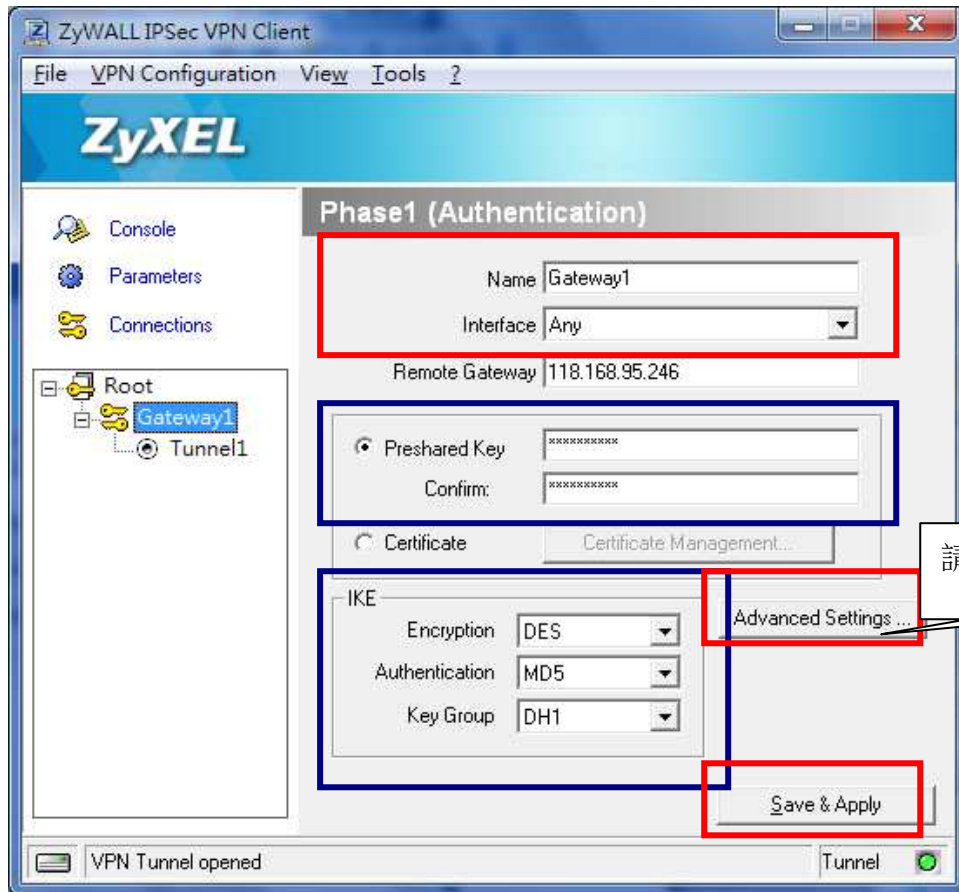 ZyWALL IPSec VPN Client
File VPN Configuration View Tools ?
ZyXEL
Console
Parameters
Connections
Root
Gateway1
Tunnel1
Phase1 (Authentication)
Name Gateway1
Interface Any
Remote Gateway 118.168.95.246
Preshared Key **********
Confirm: **********
Certificate Certificate Management...
請
IKE
Encryption DES
Authentication MD5
Key Group DH1
Advanced Settings ...
Save & Apply
VPN Tunnel opened
Tunnel